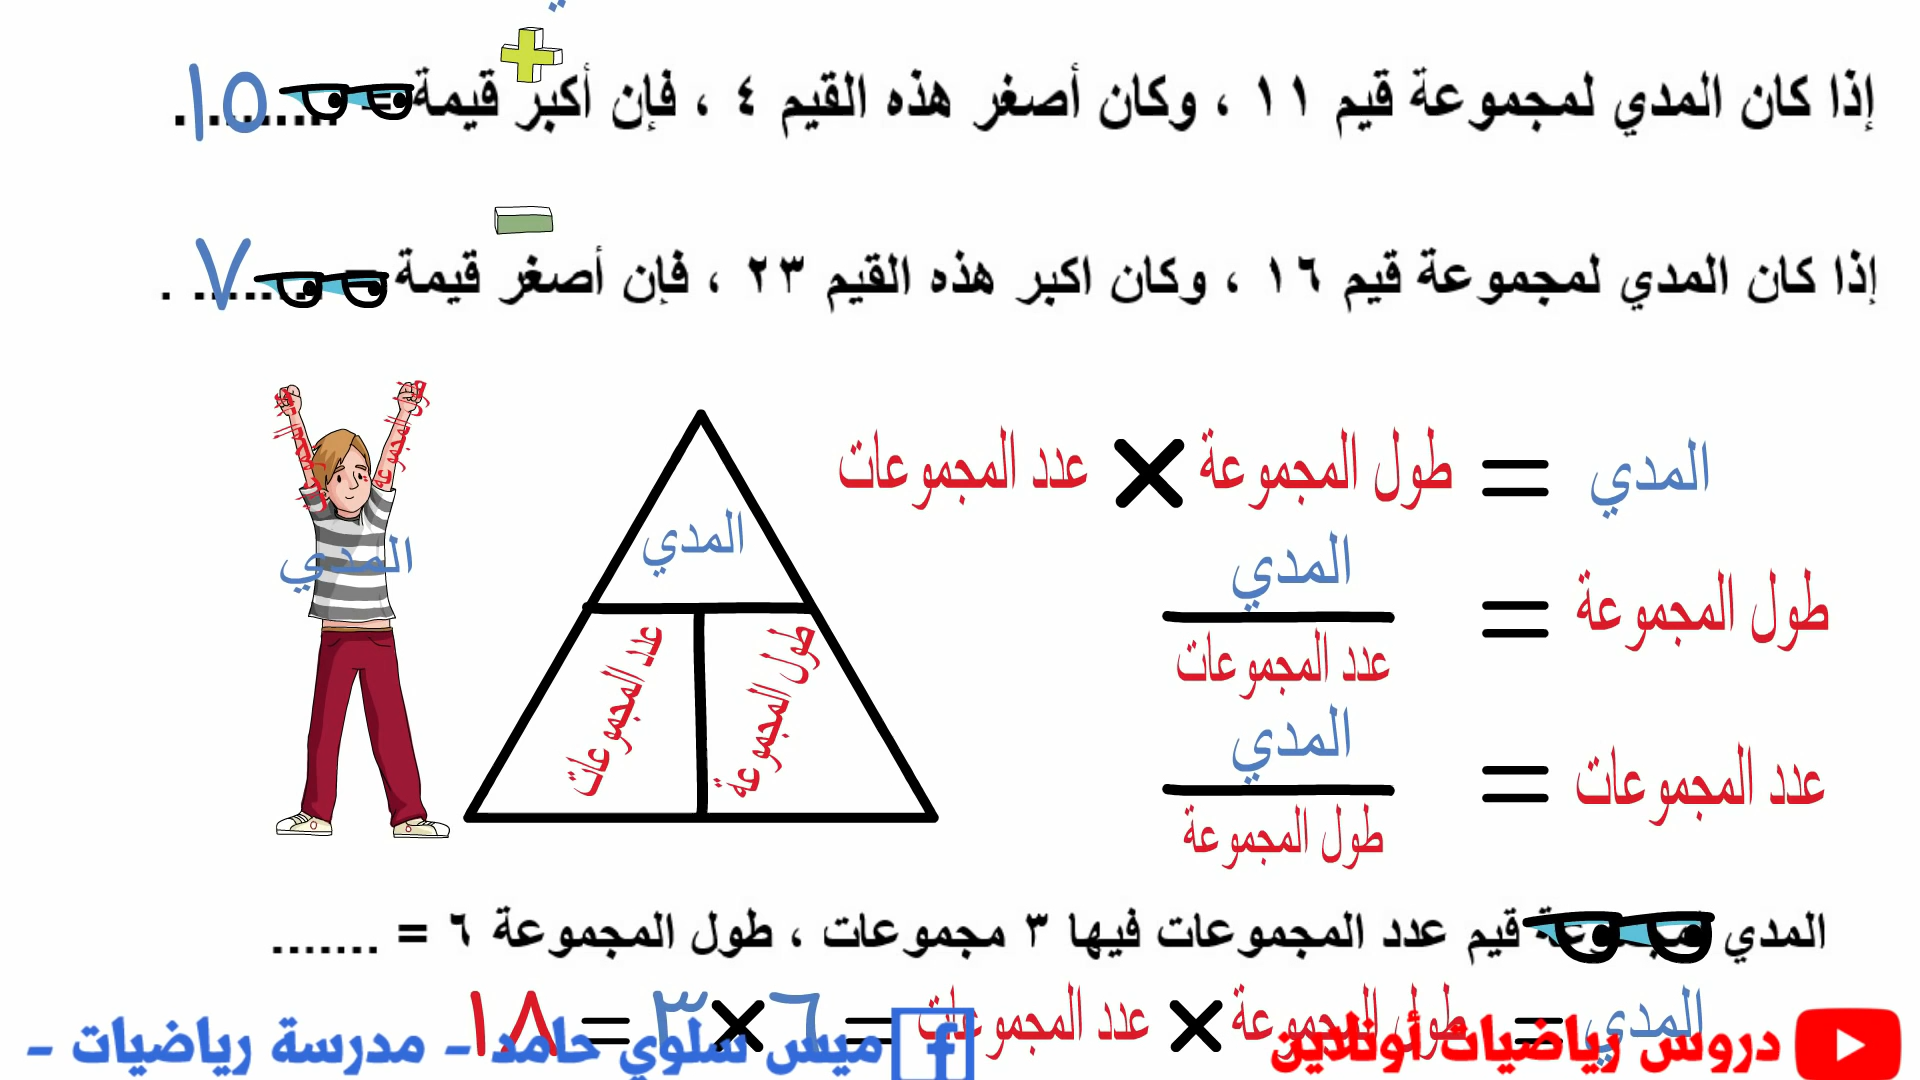 إذا كان المدي لمجموعة قيم ١١ ، وكان أصغر هذه القيم ٤ ، فإن أكبر قيمة = ......... ١٥
إذا كان المدي لمجموعة قيم ١٦ ، وكان اكبر هذه القيم ٢٣ ، فإن أصغر قيمة = ......... ٧
المدي = طول المجموعة × عدد المجموعات
طول المجموعة = المدي / عدد المجموعات
عدد المجموعات = المدي / طول المجموعة
المدي
عدد المجموعات
طول المجموعة
المدي
طول المجموعة
المدي لمجموعة قيم عدد المجموعات فيها ٣ مجموعات ، طول المجموعة ٦ = .......
المدي = طول المجموعة × عدد المجموعات = ٦ × ٣ = ١٨
دروس رياضيات أونلاين
ميس سلوي حامد - مدرسة رياضيات -